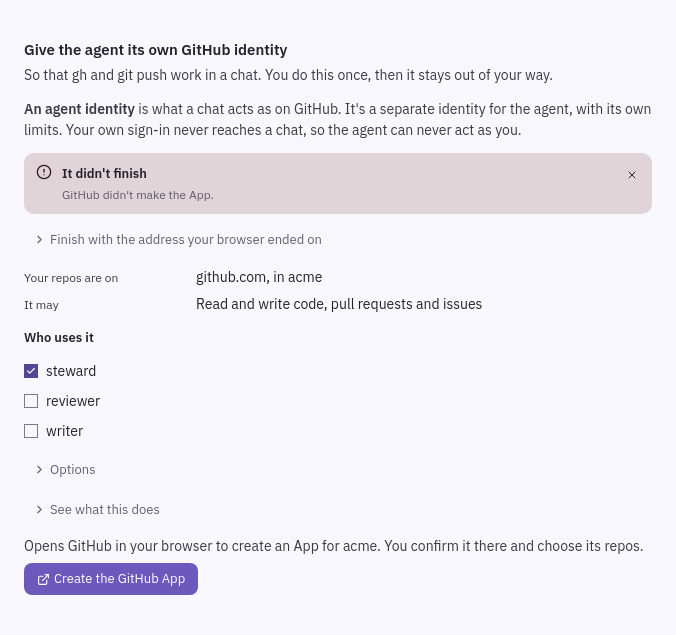 Give the agent its own GitHub identity
So that gh and git push work in a chat. You do this once, then it stays out of your way.
An agent identity is what a chat acts as on GitHub. It's a separate identity for the agent, with its own
limits. Your own sign-in never reaches a chat, so the agent can never act as you.
It didn't finish
GitHub didn't make the App.
Finish with the address your browser ended on
Your repos are on github.com, in acme
It may Read and write code, pull requests and issues
Who uses it
steward
reviewer
writer
Options
See what this does
Opens GitHub in your browser to create an App for acme. You confirm it there and choose its repos.
Create the GitHub App